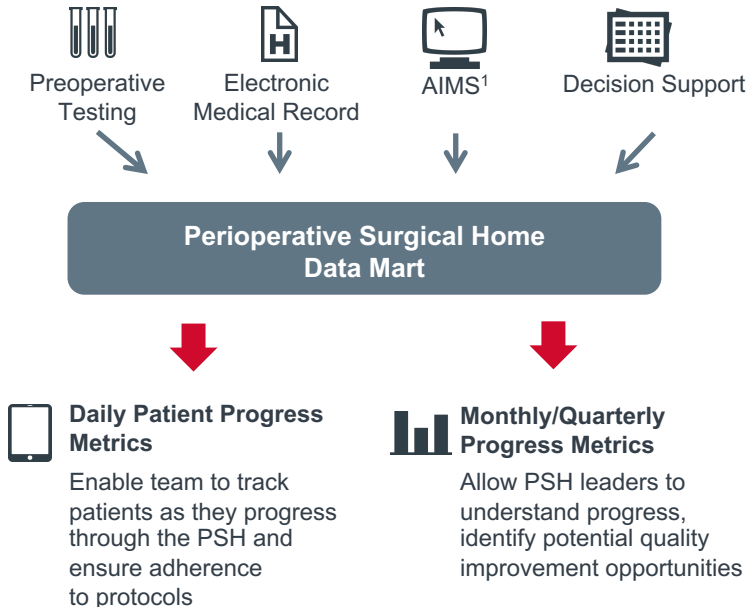 Preoperative
Testing
Electronic
Medical Record
H
AIMS¹
Decision Support
Perioperative Surgical Home
Data Mart
Daily Patient Progress
Metrics
Enable team to track
patients as they progress
through the PSH and
ensure adherence
to protocols
Monthly/Quarterly
Progress Metrics
Allow PSH leaders to
understand progress,
identify potential quality
improvement opportunities